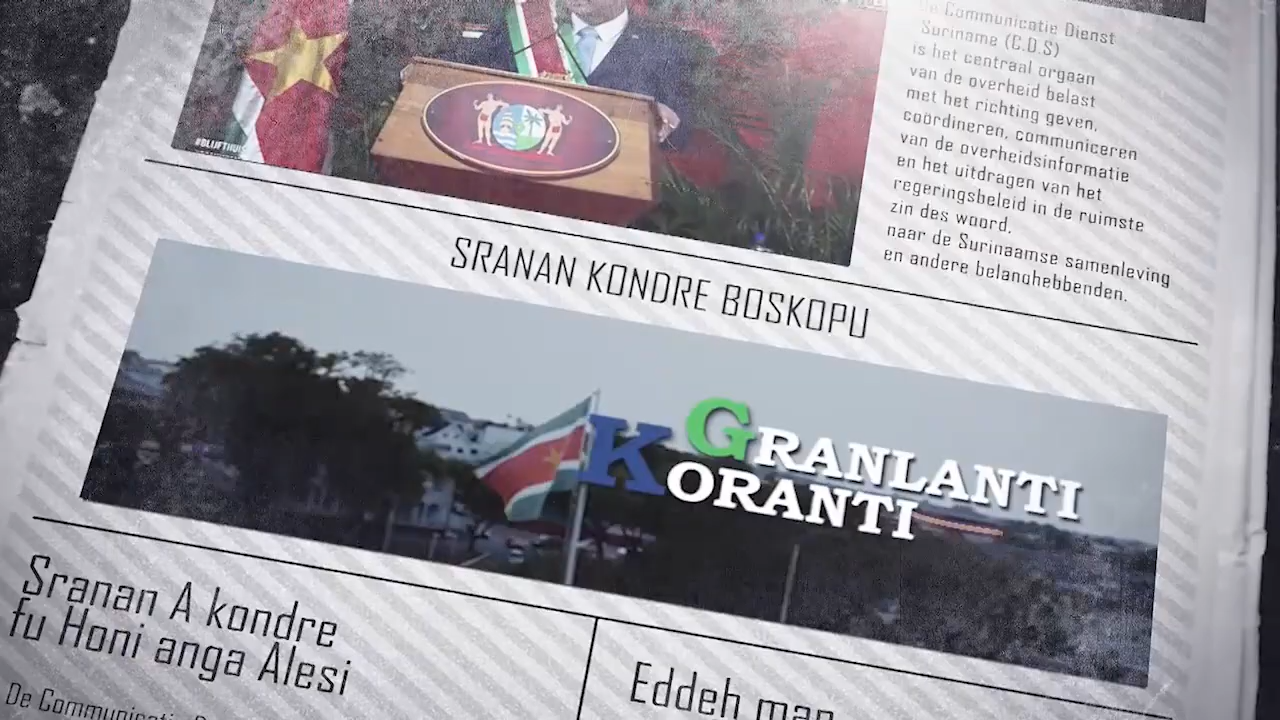 De Communicatie Dienst
Suriname (C.D.S)
is het centraal orgaan
van de overheid belast
met het richting geven,
coördineren, communiceren
van de overheidsinformatie
en het uitdragen van het
regeringsbeleid in de ruimste
zin des woord.
naar de Surinaamse samenleving
en andere belanghebbenden.
SRANAN KONDRE BOSKOPU
GRANLANTI
KORANTI
Sranan A kondre
fu Honi anga Alesi
De Communicatie
Eddeh man